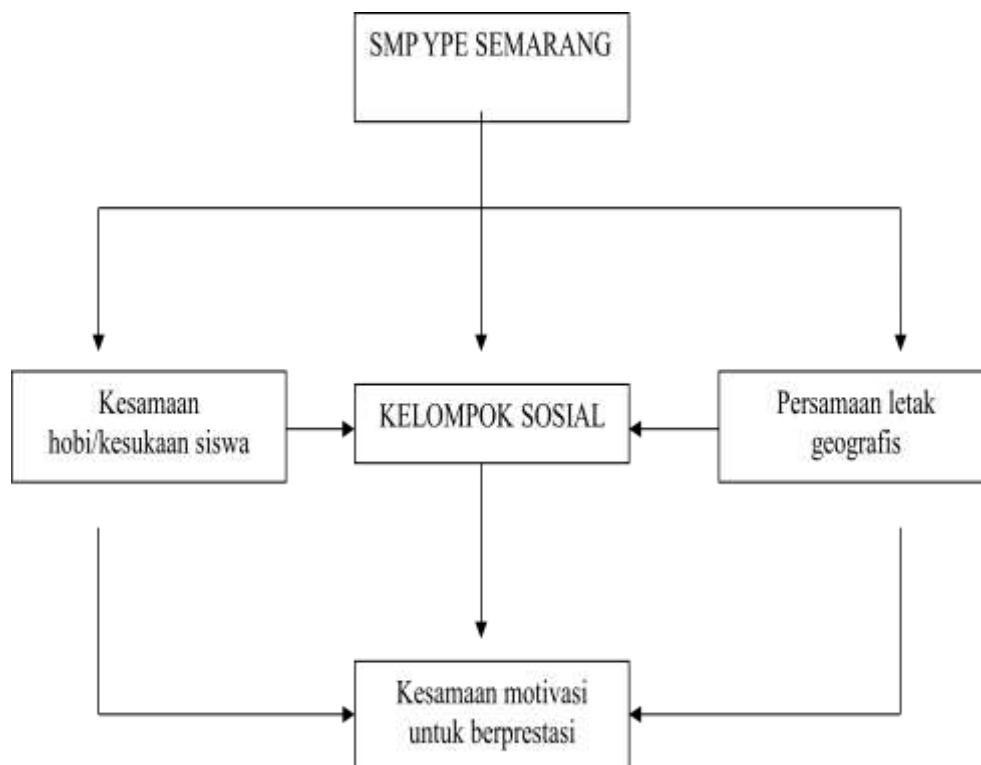 SMP YPE SEMARANG
Kesamaan
hobi/kesukaan siswa
KELOMPOK SOSIAL
Persamaan letak
geografis
Kesamaan motivasi
untuk berprestasi